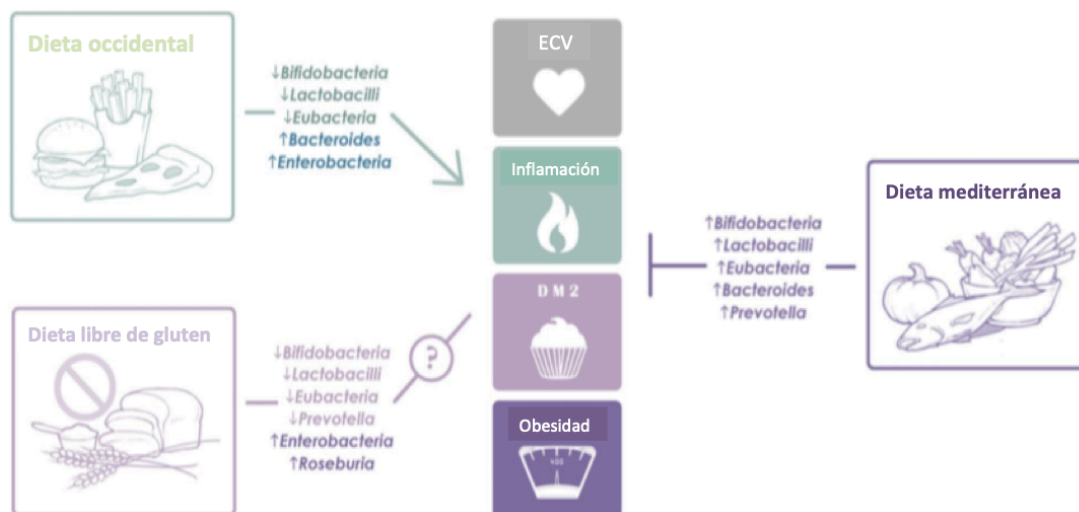 Dieta occidental
↓Bifidobacteria
↓Lactobacilli
↓Eubacteria
↑Bacteroides
↑Enterobacteria
Dieta libre de gluten
↓Bifidobacteria
↓Lactobacilli
↓Eubacteria
↓Prevotella
↑Enterobacteria
↑Roseburia
?
ECV
Inflamación
DM2
Obesidad
400
↑Bifidobacteria
↑Lactobacilli
↑Eubacteria
↑Bacteroides
↑Prevotella
Dieta mediterránea